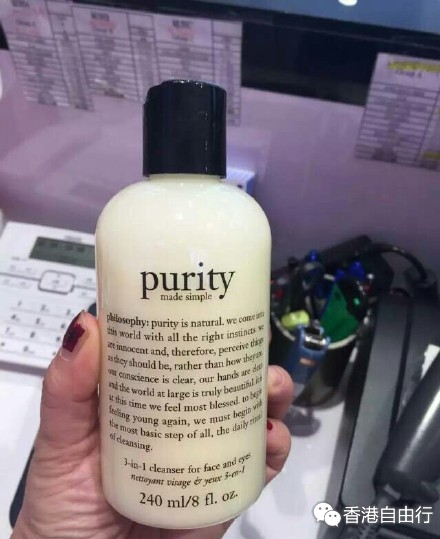 purity
made simple
philosophy: purity is natural. we come into
this world with all the right instincts. we
are innocent and, therefore, perceive things
as they should be, rather than how they are.
our conscience is clear, our hands are clean
and the world at large is truly beautiful. it is
at this time we feel most blessed. to begin
feeling young again, we must begin with
the most basic step of all, the daily ritual
of cleansing.
3-in-1 cleanser for face and eyes
nettoyant visage & yeux 3-en-1
240 ml/8 fl. oz.
香港自由行